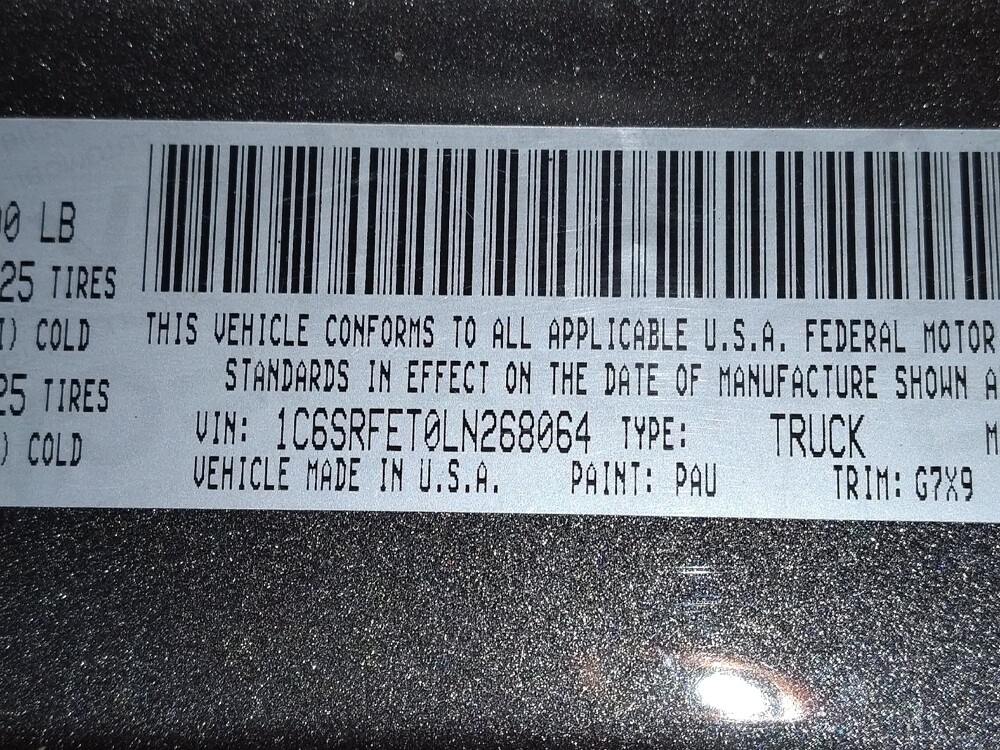 00 LB
25 TIRES
I) COLD
25 TIRES
) COLD
THIS VEHICLE CONFORMS TO ALL APPLICABLE U.S.A. FEDERAL MOTOR
STANDARDS IN EFFECT ON THE DATE OF MANUFACTURE SHOWN A
VIN: 1C6SRFET0LN268064 TYPE: TRUCK M
VEHICLE MADE IN U.S.A. PAINT: PAU TRIM: G7X9